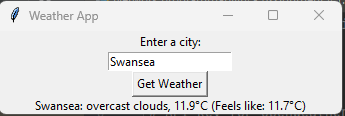 Weather App
Enter a city:
Swansea
Get Weather
Swansea: overcast clouds, 11.9°C (Feels like: 11.7°C)